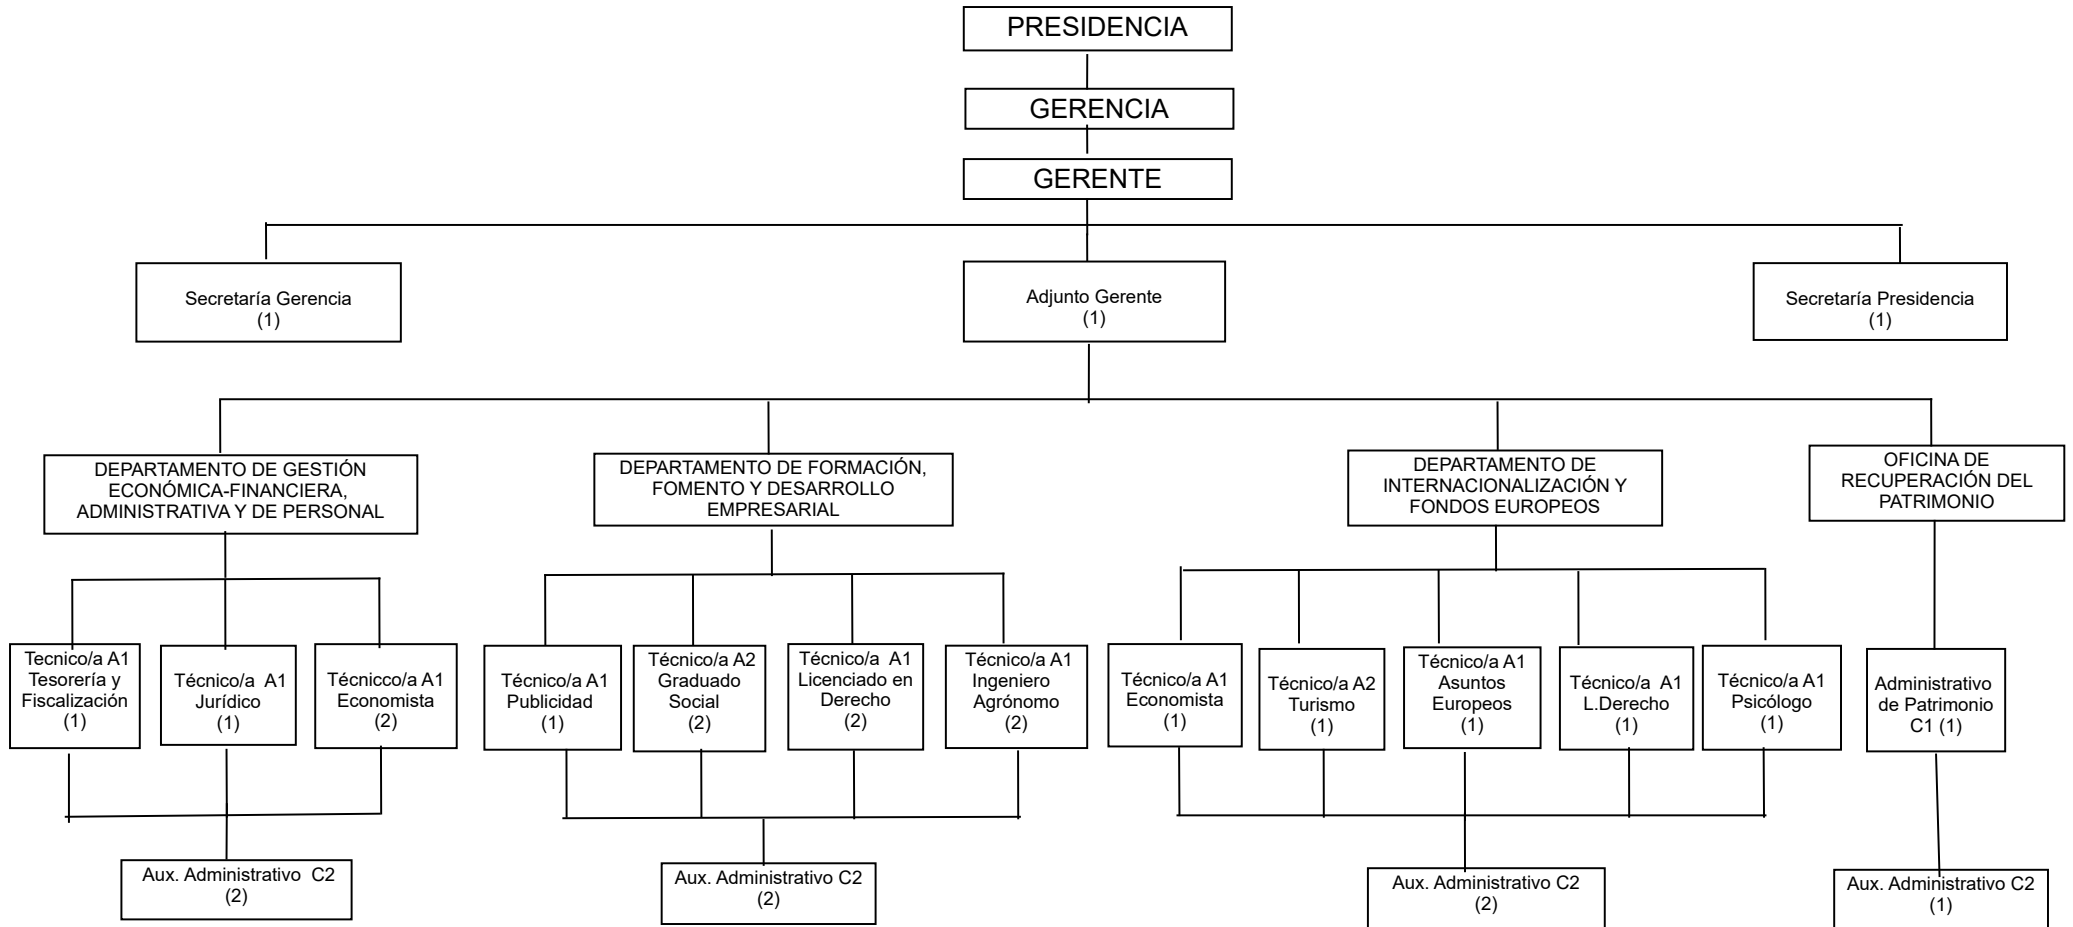 PRESIDENCIA
GERENCIA
GERENTE
Secretaría Gerencia
(1)
Adjunto Gerente
(1)
Secretaría Presidencia
(1)
DEPARTAMENTO DE GESTIÓN
ECONÓMICA-FINANCIERA,
ADMINISTRATIVA Y DE PERSONAL
DEPARTAMENTO DE FORMACIÓN,
FOMENTO Y DESARROLLO
EMPRESARIAL
DEPARTAMENTO DE
INTERNACIONALIZACIÓN Y
FONDOS EUROPEOS
OFICINA DE
RECUPERACIÓN DEL
PATRIMONIO
Tecnico/a A1
Tesorería y
Fiscalización
(1)
Técnico/a A1
Jurídico
(1)
Técnicco/a A1
Economista
(2)
Técnico/a A1
Publicidad
(1)
Técnico/a A2
Graduado
Social
(2)
Técnico/a A1
Licenciado en
Derecho
(2)
Técnico/a A1
Ingeniero
Agrónomo
(2)
Técnico/a A1
Economista
(1)
Técnico/a A2
Turismo
(1)
Técnico/a A1
Asuntos
Europeos
(1)
Técnico/a A1
L.Derecho
(1)
Técnico/a A1
Psicólogo
(1)
Administrativo
de Patrimonio
C1 (1)
Aux. Administrativo C2
(2)
Aux. Administrativo C2
(2)
Aux. Administrativo C2
(2)
Aux. Administrativo C2
(1)